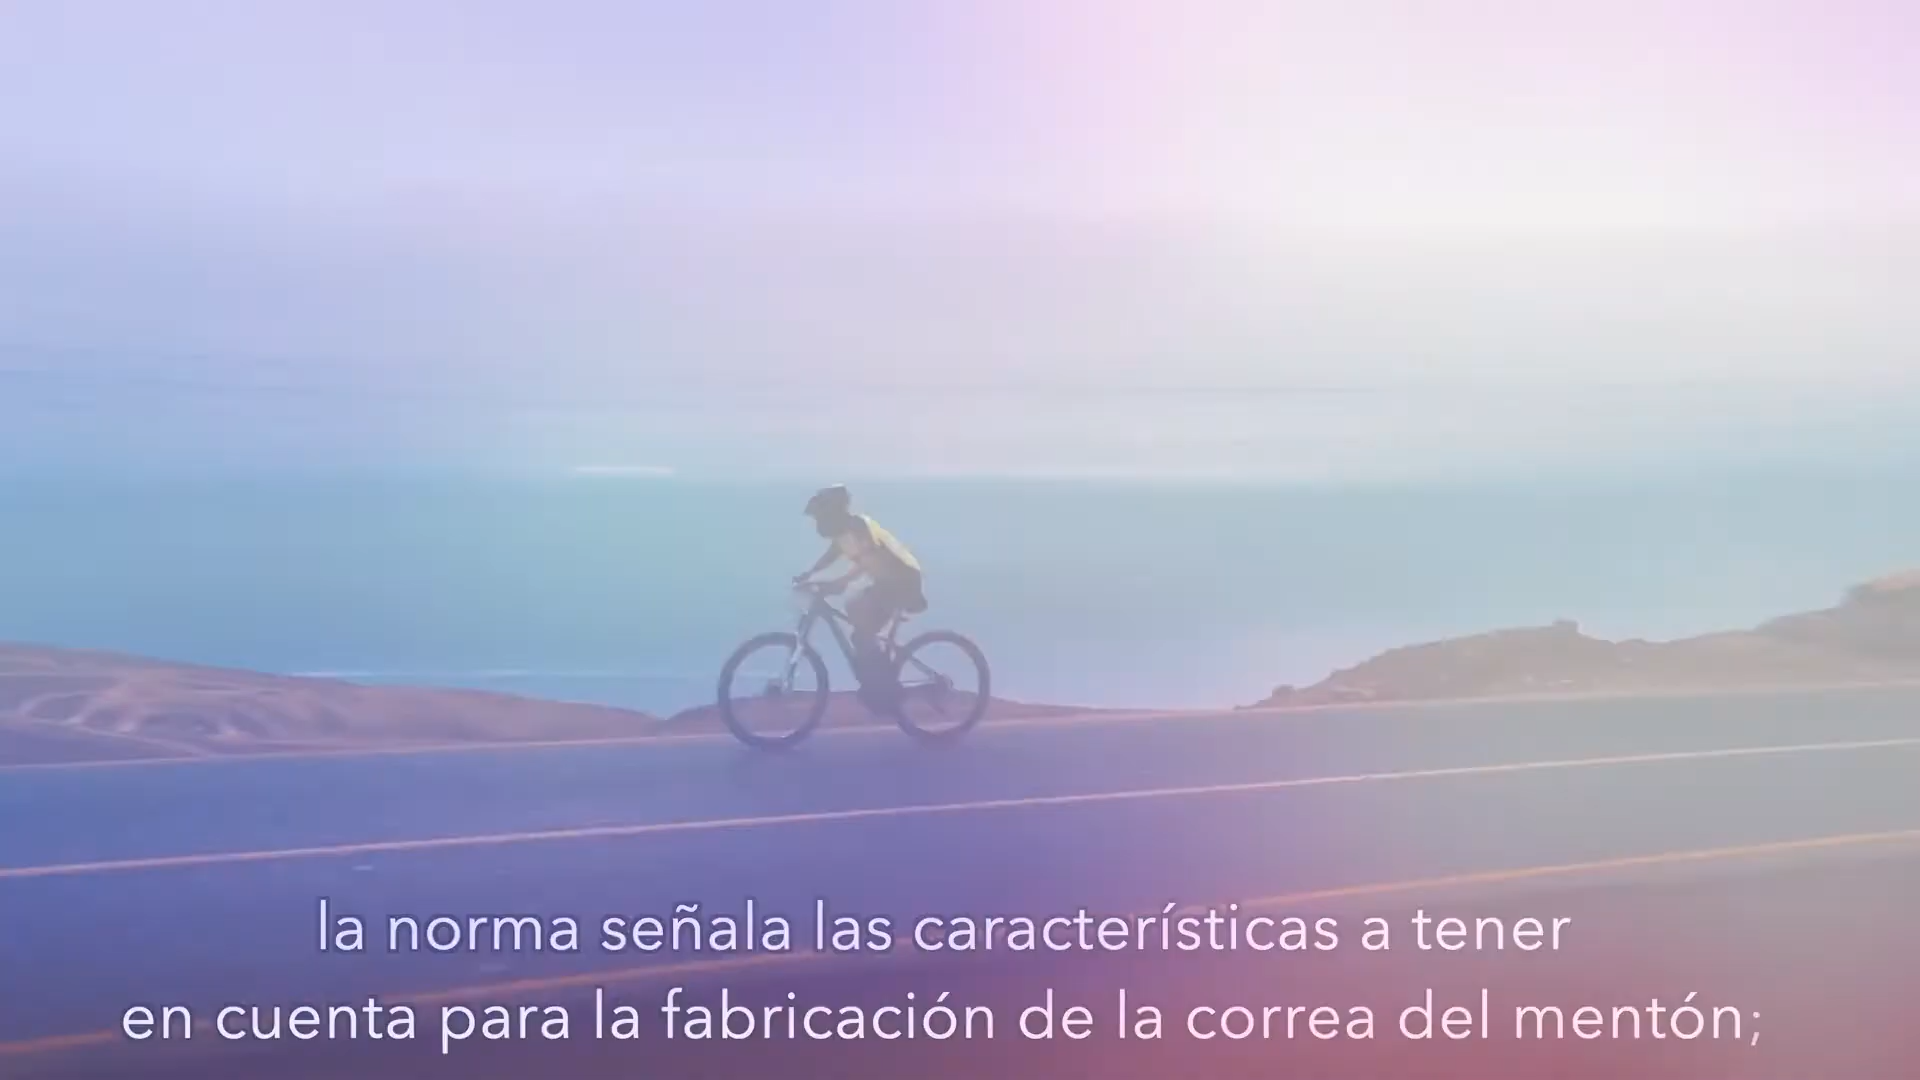 la norma señala las características a tener
en cuenta para la fabricación de la correa del mentón;